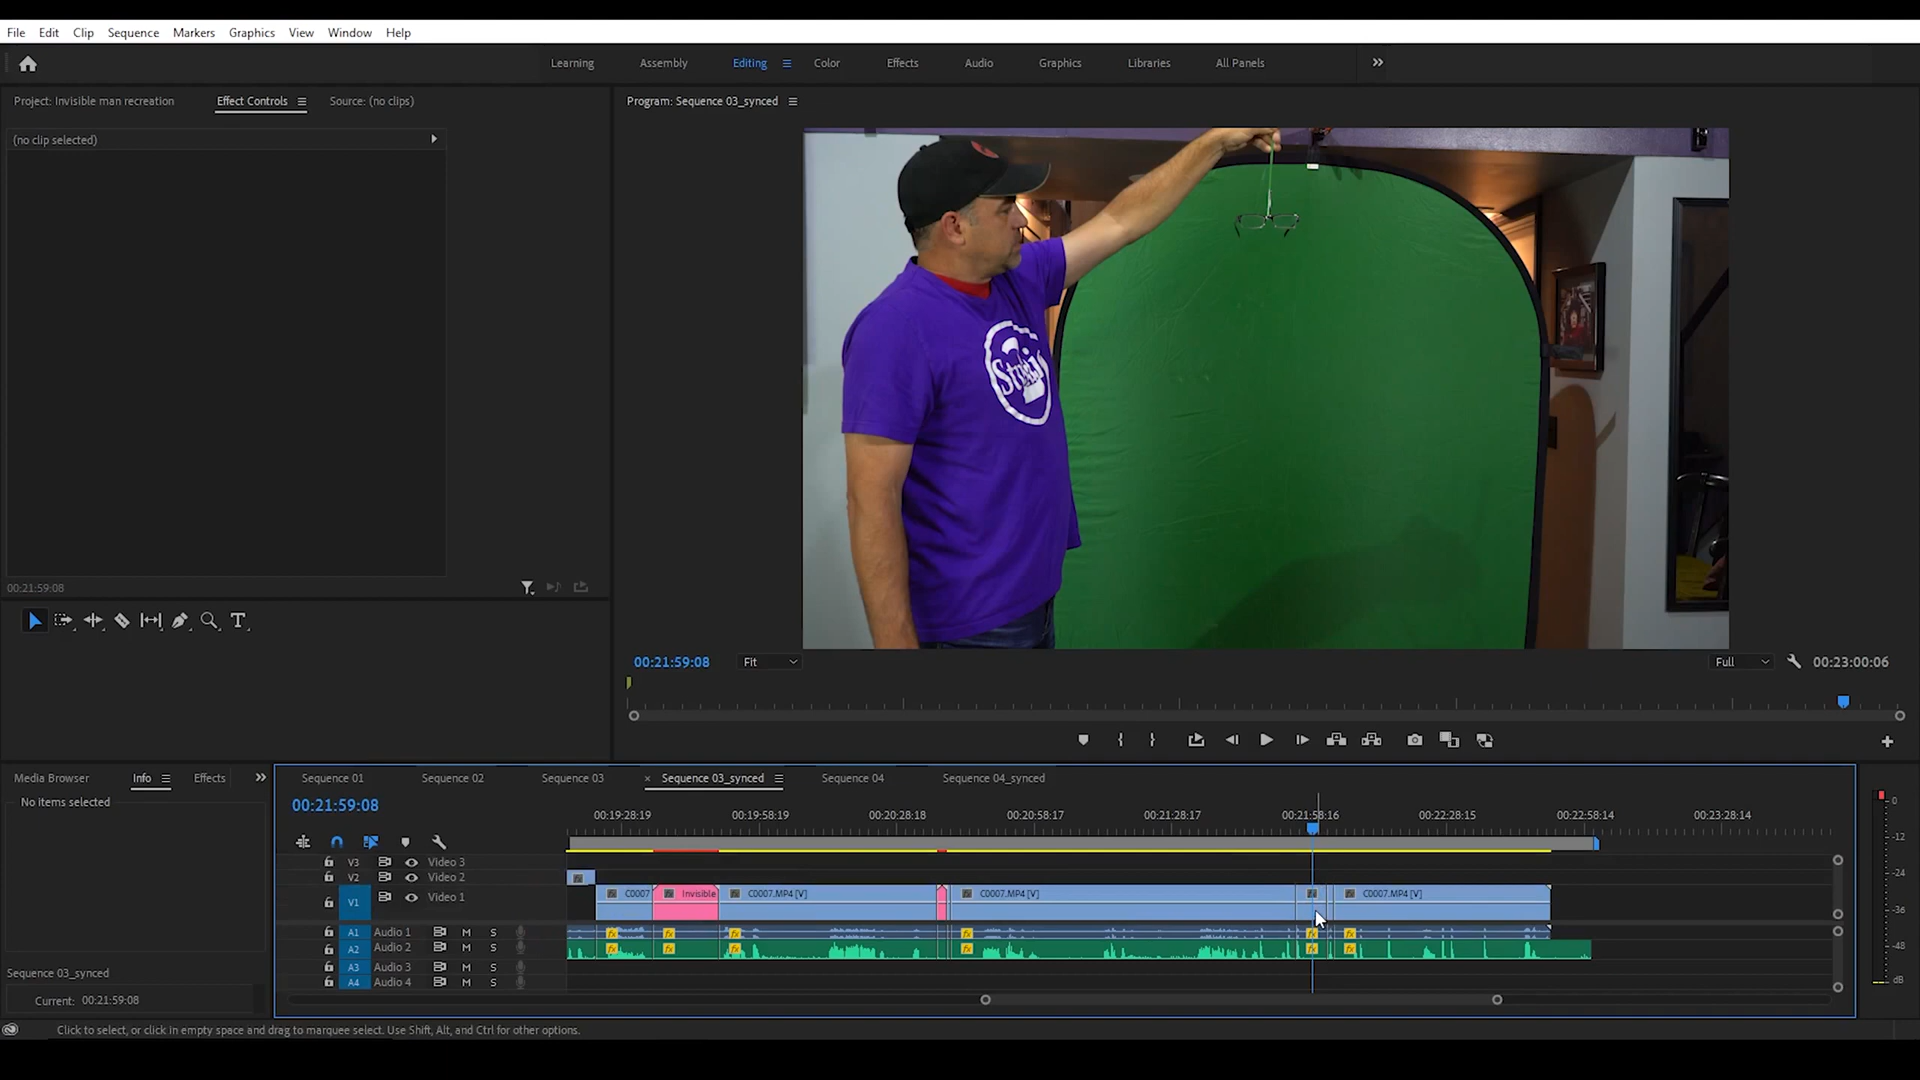 File Edit Clip Sequence Markers Graphics View Window Help
Learning Assembly Editing Color Effects Audio Graphics Libraries All Panels
Project: Invisible man recreation Effect Controls Source: (no clips)
Program: Sequence 03_synced
(no clip selected)
00:21:59:08
00:21:59:08 Fit Full 00:23:00:06
Media Browser Info Effects
No items selected
Sequence 03_synced
Current: 00:21:59:08
Sequence 01 Sequence 02 Sequence 03 × Sequence 03_synced Sequence 04 Sequence 04_synced
00:21:59:08
00:19:28:19 00:19:58:19 00:20:28:18 00:20:58:17 00:21:28:17 00:21:58:16 00:22:28:15 00:22:58:14 00:23:28:14
V3 Video 3
V2 Video 2
V1 Video 1
C0007 Invisible C0007.MP4 [V] C0007.MP4 [V] C0007.MP4 [V]
A1 Audio 1 M S
A2 Audio 2 M S
A3 Audio 3 M S
A4 Audio 4 M S
0
-12
-24
-36
-48
dB
Click to select, or click in empty space and drag to marquee select. Use Shift, Alt, and Ctrl for other options.